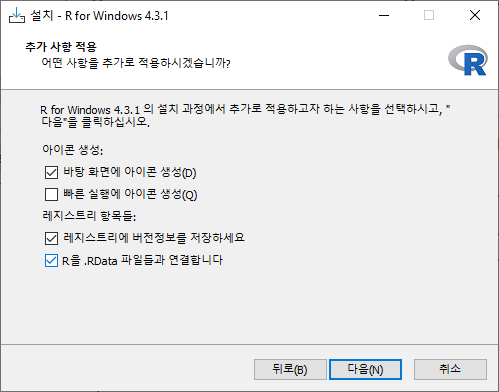 설치 - R for Windows 4.3.1
추가 사항 적용
어떤 사항을 추가로 적용하시겠습니까?
R
R for Windows 4.3.1 의 설치 과정에서 추가로 적용하고자 하는 사항을 선택하시고, "
다음"을 클릭하십시오.
아이콘 생성:
바탕 화면에 아이콘 생성(D)
빠른 실행에 아이콘 생성(Q)
레지스트리 항목들:
레지스트리에 버전정보를 저장하세요
R을 .RData 파일들과 연결합니다
뒤로(B) 다음(N) 취소